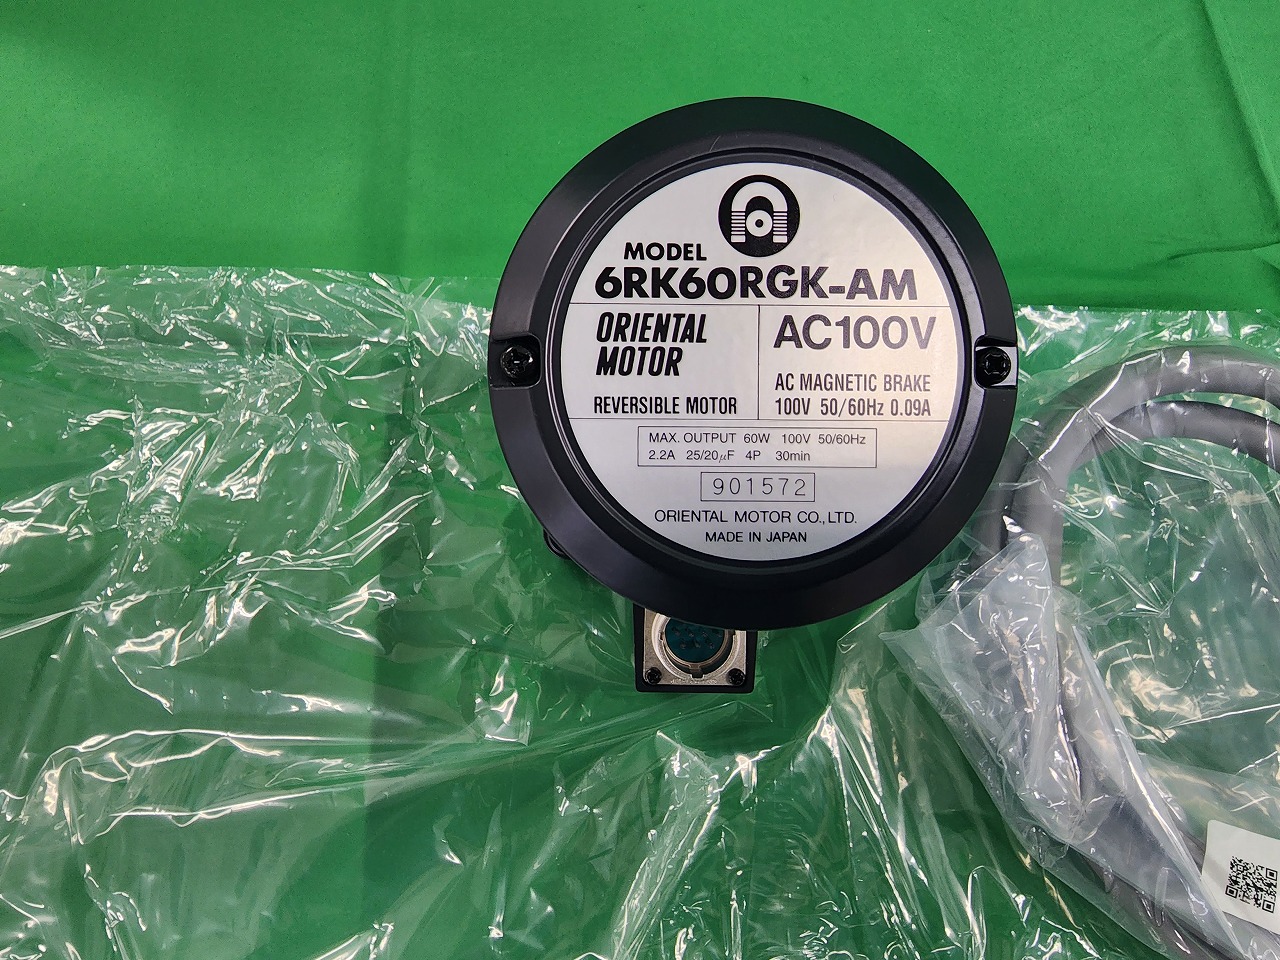 MODEL
6RK60RGK-AM
ORIENTAL
MOTOR
REVERSIBLE MOTOR
AC100V
AC MAGNETIC BRAKE
100V 50/60Hz 0.09A
MAX. OUTPUT 60W 100V 50/60Hz
2.2A 25/20μF 4P 30min
901572
ORIENTAL MOTOR CO., LTD.
MADE IN JAPAN